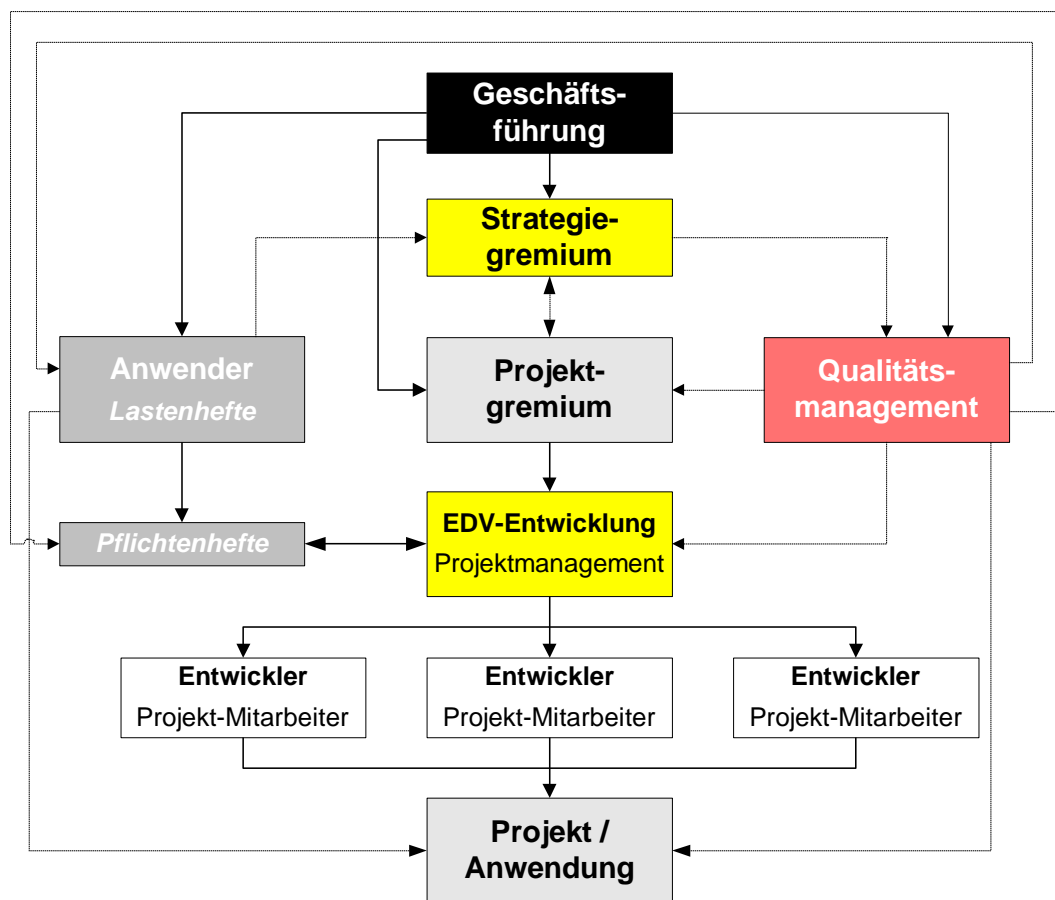 Geschäfts-
führung
Strategie-
gremium
Anwender
Lastenhefte
Projekt-
gremium
Qualitäts-
management
Pflichtenhefte
EDV-Entwicklung
Projektmanagement
Entwickler
Projekt-Mitarbeiter
Entwickler
Projekt-Mitarbeiter
Entwickler
Projekt-Mitarbeiter
Projekt /
Anwendung